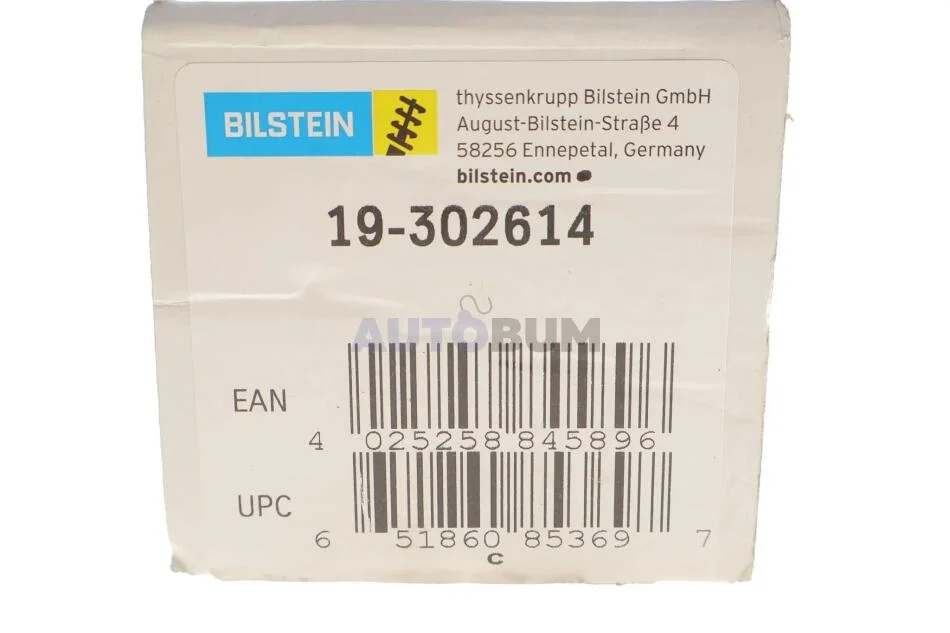 BILSTEIN
thyssenkrupp Bilstein GmbH
August-Bilstein-Straße 4
58256 Ennepetal, Germany
bilstein.com
19-302614
AUTOBUM
EAN
4 025258 845896
UPC
6 51860 85369 7
C